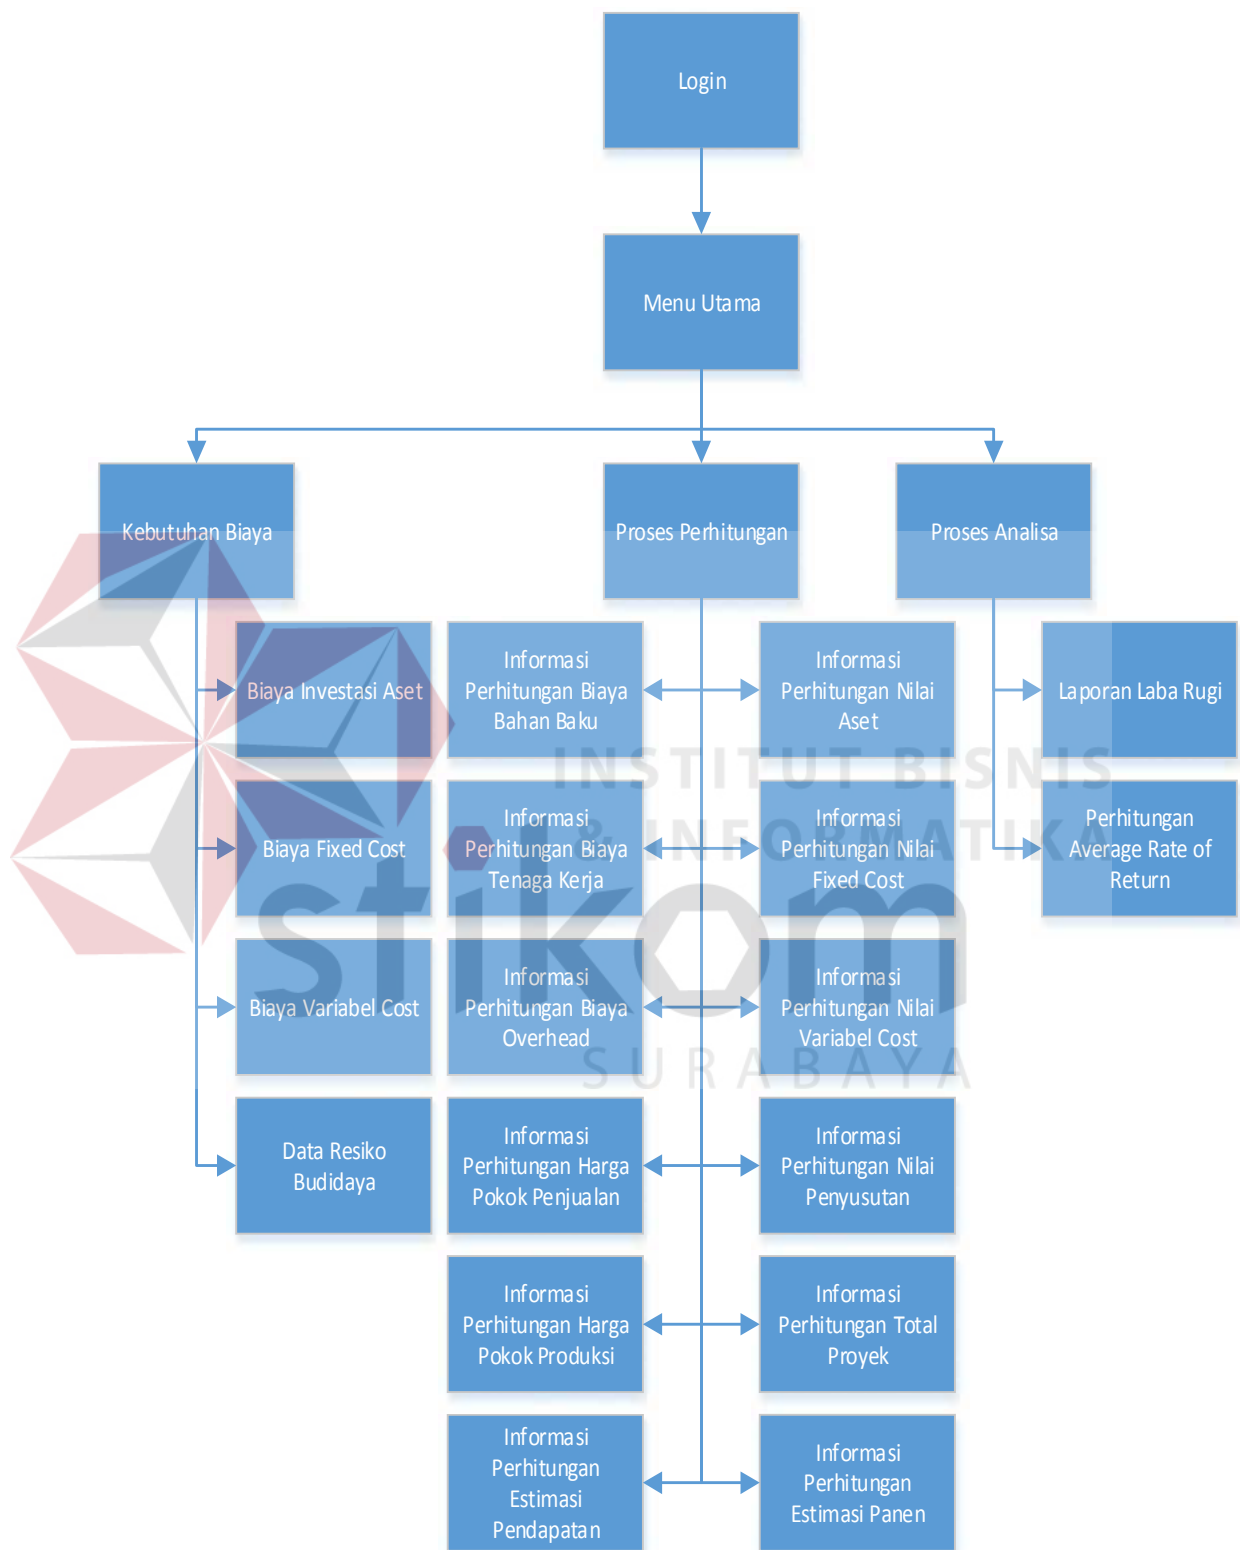 Login
Menu Utama
Kebutuhan Biaya
Proses Perhitungan
Proses Analisa
Biaya Investasi Aset
Biaya Fixed Cost
Biaya Variabel Cost
Data Resiko
Budidaya
Informasi
Perhitungan Biaya
Bahan Baku
Informasi
Perhitungan Biaya
Tenaga Kerja
Informasi
Perhitungan Biaya
Overhead
Informasi
Perhitungan Harga
Pokok Penjualan
Informasi
Perhitungan Harga
Pokok Produksi
Informasi
Perhitungan
Estimasi
Pendapatan
Informasi
Perhitungan Nilai
Aset
Informasi
Perhitungan Nilai
Fixed Cost
Informasi
Perhitungan Nilai
Variabel Cost
Informasi
Perhitungan Nilai
Penyusutan
Informasi
Perhitungan Total
Proyek
Informasi
Perhitungan
Estimasi Panen
Laporan Laba Rugi
Perhitungan
Average Rate of
Return
INSTITUT BISNIS
& INFORMATIKA
stikom
SURABAYA